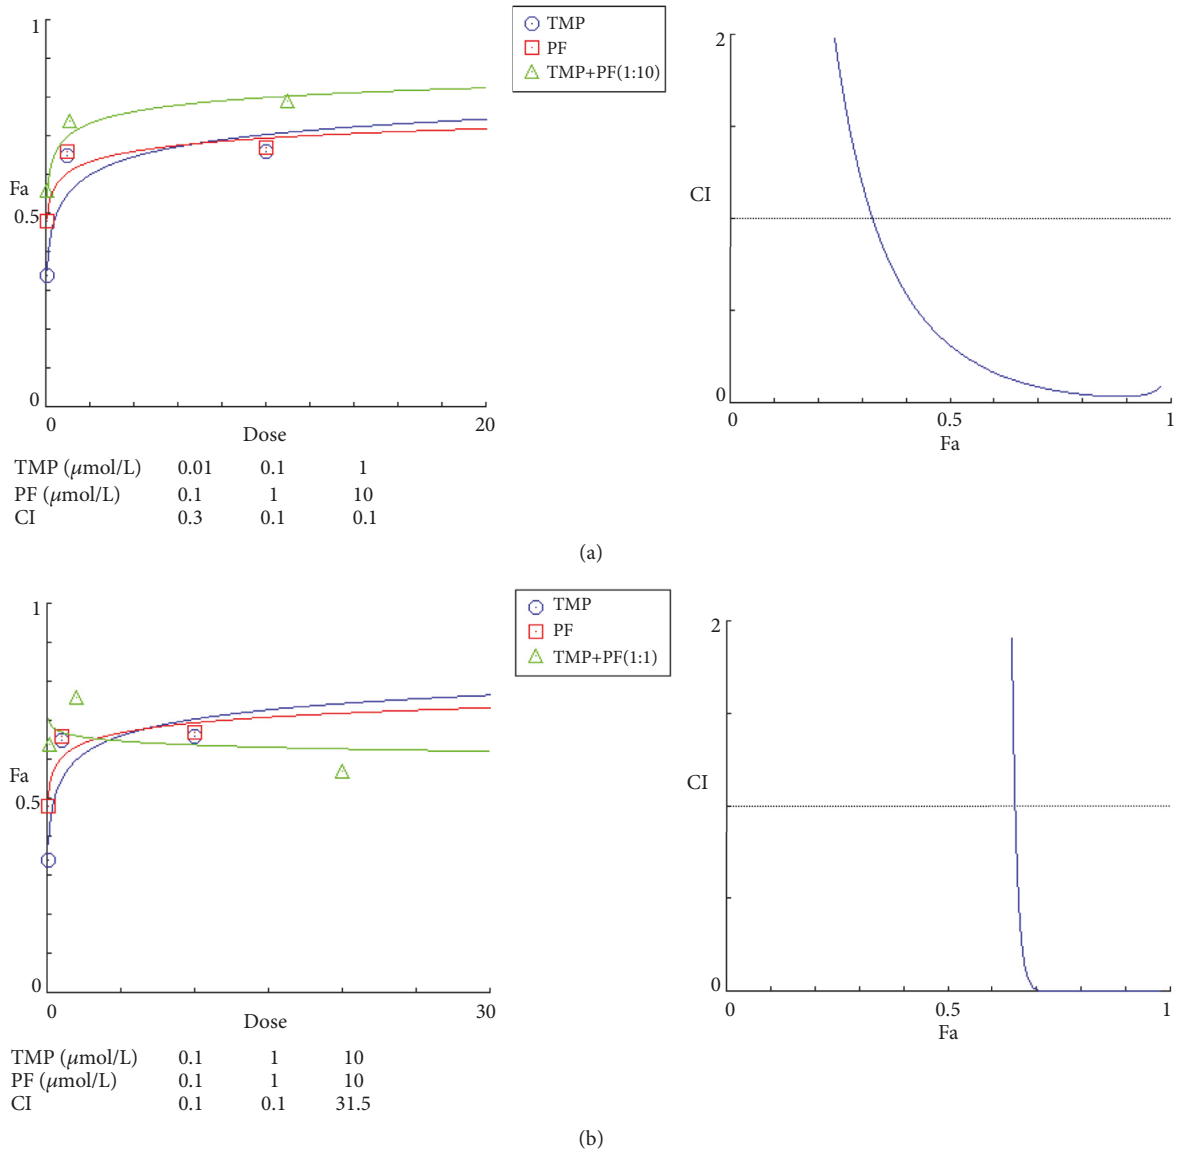 1
Fa
0.5
0
0
20
Dose
TMP
PF
TMP+PF(1:10)
2
CI
0
0
0.5
1
Fa
TMP (μmol/L) 0.01 0.1 1
PF (μmol/L) 0.1 1 10
CI 0.3 0.1 0.1
(a)
1
Fa
0.5
0
0
30
Dose
TMP
PF
TMP+PF(1:1)
2
CI
0
0
0.5
1
Fa
TMP (μmol/L) 0.1 1 10
PF (μmol/L) 0.1 1 10
CI 0.1 0.1 31.5
(b)